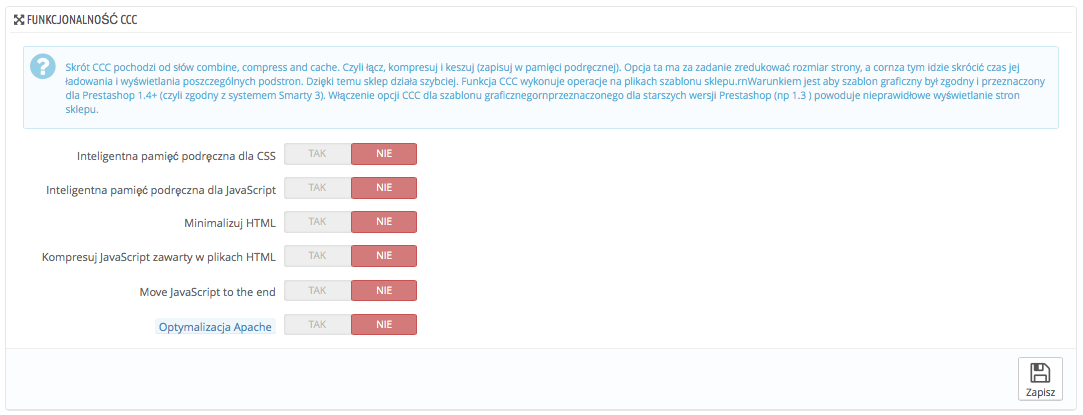 FUNKCJONALNOŚĆ CCC
Skrót CCC pochodzi od słów combine, compress and cache. Czyli łącz, kompresuj i keszuj (zapisuj w pamięci podręcznej). Opcja ta ma za zadanie zredukować rozmiar strony, a cornza tym idzie skrócić czas jej
ładowania i wyświetlania poszczególnych podstron. Dzięki temu sklep działa szybciej. Funkcja CCC wykonuje operacje na plikach szablonu sklepu.rnWarunkiem jest aby szablon graficzny był zgodny i przeznaczony
dla Prestashop 1.4+ (czyli zgodny z systemem Smarty 3). Włączenie opcji CCC dla szablonu graficznegornprzeznaczonego dla starszych wersji Prestashop (np 1.3 ) powoduje nieprawidłowe wyświetlanie stron
sklepu.
Inteligentna pamięć podręczna dla CSS TAK NIE
Inteligentna pamięć podręczna dla JavaScript TAK NIE
Minimalizuj HTML TAK NIE
Kompresuj JavaScript zawarty w plikach HTML TAK NIE
Move JavaScript to the end TAK NIE
Optymalizacja Apache TAK NIE
Zapisz